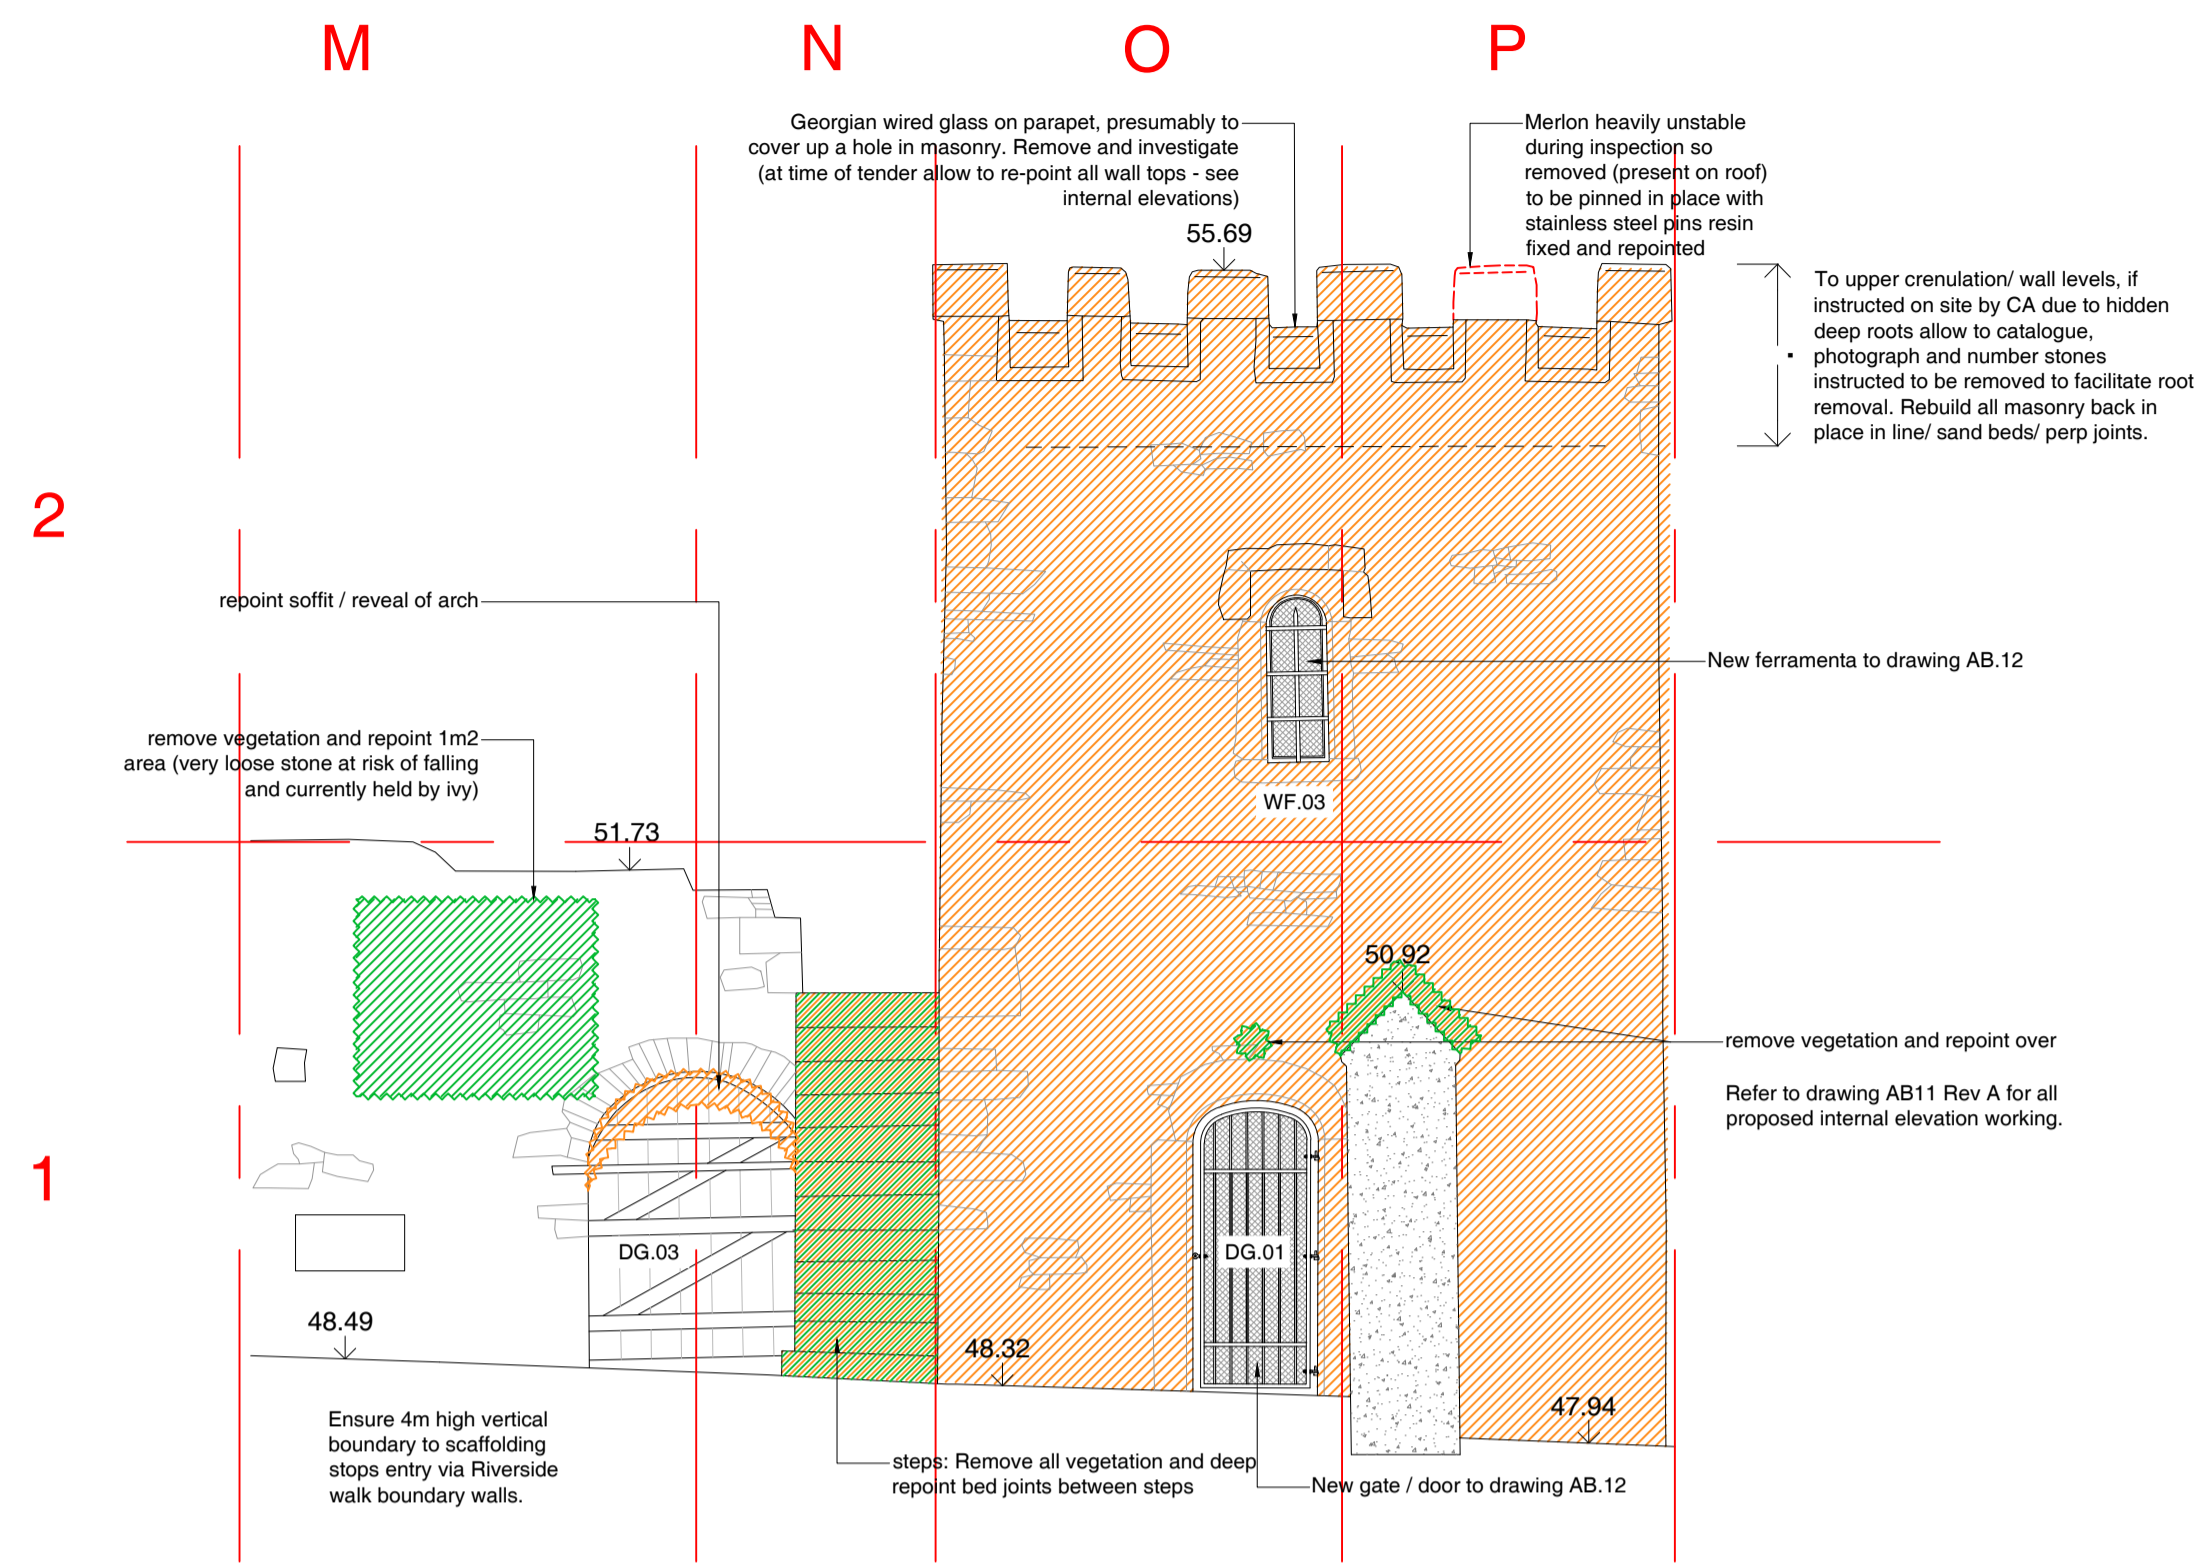 M
N
O
P
Georgian wired glass on parapet, presumably to
cover up a hole in masonry. Remove and investigate
(at time of tender allow to re-point all wall tops - see
internal elevations)
Merlon heavily unstable
during inspection so
removed (present on roof)
to be pinned in place with
stainless steel pins resin
fixed and repointed
55.69
To upper crenulation/ wall levels, if
instructed on site by CA due to hidden
deep roots allow to catalogue,
photograph and number stones
instructed to be removed to facilitate root
removal. Rebuild all masonry back in
place in line/ sand beds/ perp joints.
2
repoint soffit / reveal of arch
New ferramenta to drawing AB.12
remove vegetation and repoint 1m2
area (very loose stone at risk of falling
and currently held by ivy)
WF.03
51.73
50.92
remove vegetation and repoint over
Refer to drawing AB11 Rev A for all
proposed internal elevation working.
1
DG.03
DG.01
48.49
48.32
47.94
Ensure 4m high vertical
boundary to scaffolding
stops entry via Riverside
walk boundary walls.
steps: Remove all vegetation and deep
repoint bed joints between steps
New gate / door to drawing AB.12